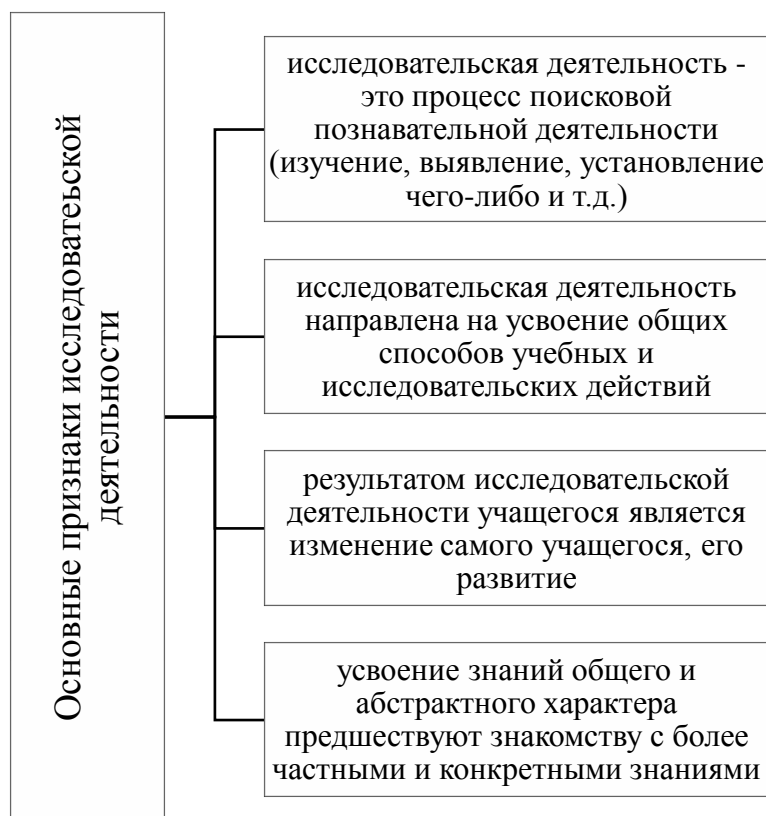 Основные признаки исследоватеьской
деятельности
исследовательская деятельность -
это процесс поисковой
познавательной деятельности
(изучение, выявление, установление
чего-либо и т.д.)
исследовательская деятельность
направлена на усвоение общих
способов учебных и
исследовательских действий
результатом исследовательской
деятельности учащегося является
изменение самого учащегося, его
развитие
усвоение знаний общего и
абстрактного характера
предшествуют знакомству с более
частными и конкретными знаниями